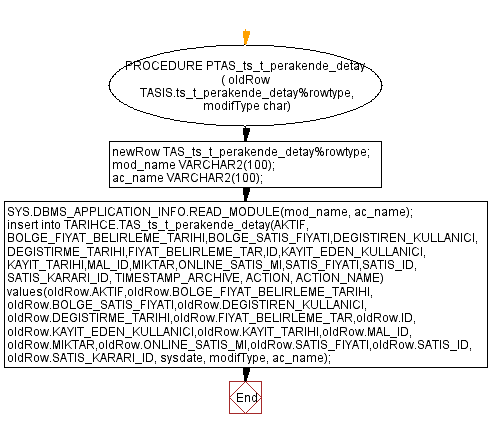 PROCEDURE PTAS_ts_t_perakende_detay
( oldRow
TASIS.ts_t_perakende_detay%rowtype,
modifType char)
newRow TAS_ts_t_perakende_detay%rowtype;
mod_name VARCHAR2(100);
ac_name VARCHAR2(100);
SYS.DBMS_APPLICATION_INFO.READ_MODULE(mod_name, ac_name);
insert into TARIHCE.TAS_ts_t_perakende_detay(AKTIF,
BOLGE_FIYAT_BELIRLEME_TARIHI,BOLGE_SATIS_FIYATI,DEGISTIREN_KULLANICI,
DEGISTIRME_TARIHI,FIYAT_BELIRLEME_TAR,ID,KAYIT_EDEN_KULLANICI,
KAYIT_TARIHI,MAL_ID,MIKTAR,ONLINE_SATIS_MI,SATIS_FIYATI,SATIS_ID,
SATIS_KARARI_ID, TIMESTAMP_ARCHIVE, ACTION, ACTION_NAME)
values(oldRow.AKTIF,oldRow.BOLGE_FIYAT_BELIRLEME_TARIHI,
oldRow.BOLGE_SATIS_FIYATI,oldRow.DEGISTIREN_KULLANICI,
oldRow.DEGISTIRME_TARIHI,oldRow.FIYAT_BELIRLEME_TAR,oldRow.ID,
oldRow.KAYIT_EDEN_KULLANICI,oldRow.KAYIT_TARIHI,oldRow.MAL_ID,
oldRow.MIKTAR,oldRow.ONLINE_SATIS_MI,oldRow.SATIS_FIYATI,oldRow.SATIS_ID,
oldRow.SATIS_KARARI_ID, sysdate, modifType, ac_name);
End